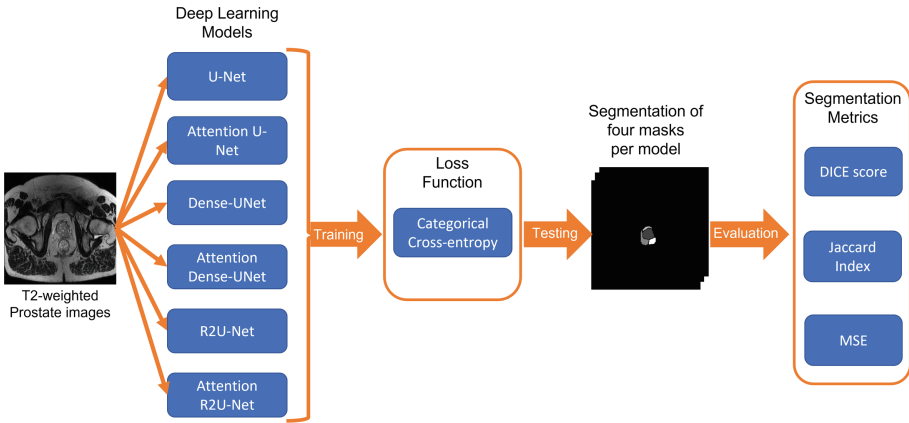 Deep Learning
Models
U-Net
Attention U-
Net
Dense-UNet
Attention
Dense-UNet
R2U-Net
Attention
R2U-Net
T2-weighted
Prostate images
Training
Loss
Function
Categorical
Cross-entropy
Testing
Segmentation of
four masks
per model
Evaluation
Segmentation
Metrics
DICE score
Jaccard
Index
MSE